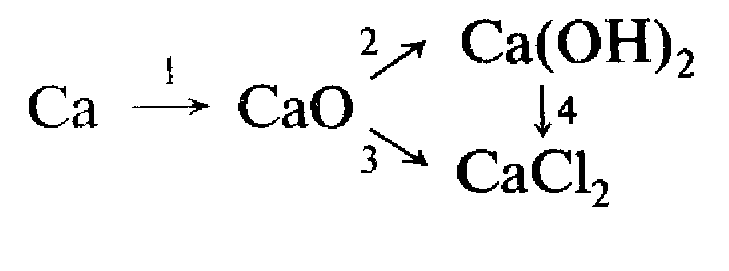 2 Ca(OH)₂
1
Ca → CaO ↓ 4
3 CaCl₂